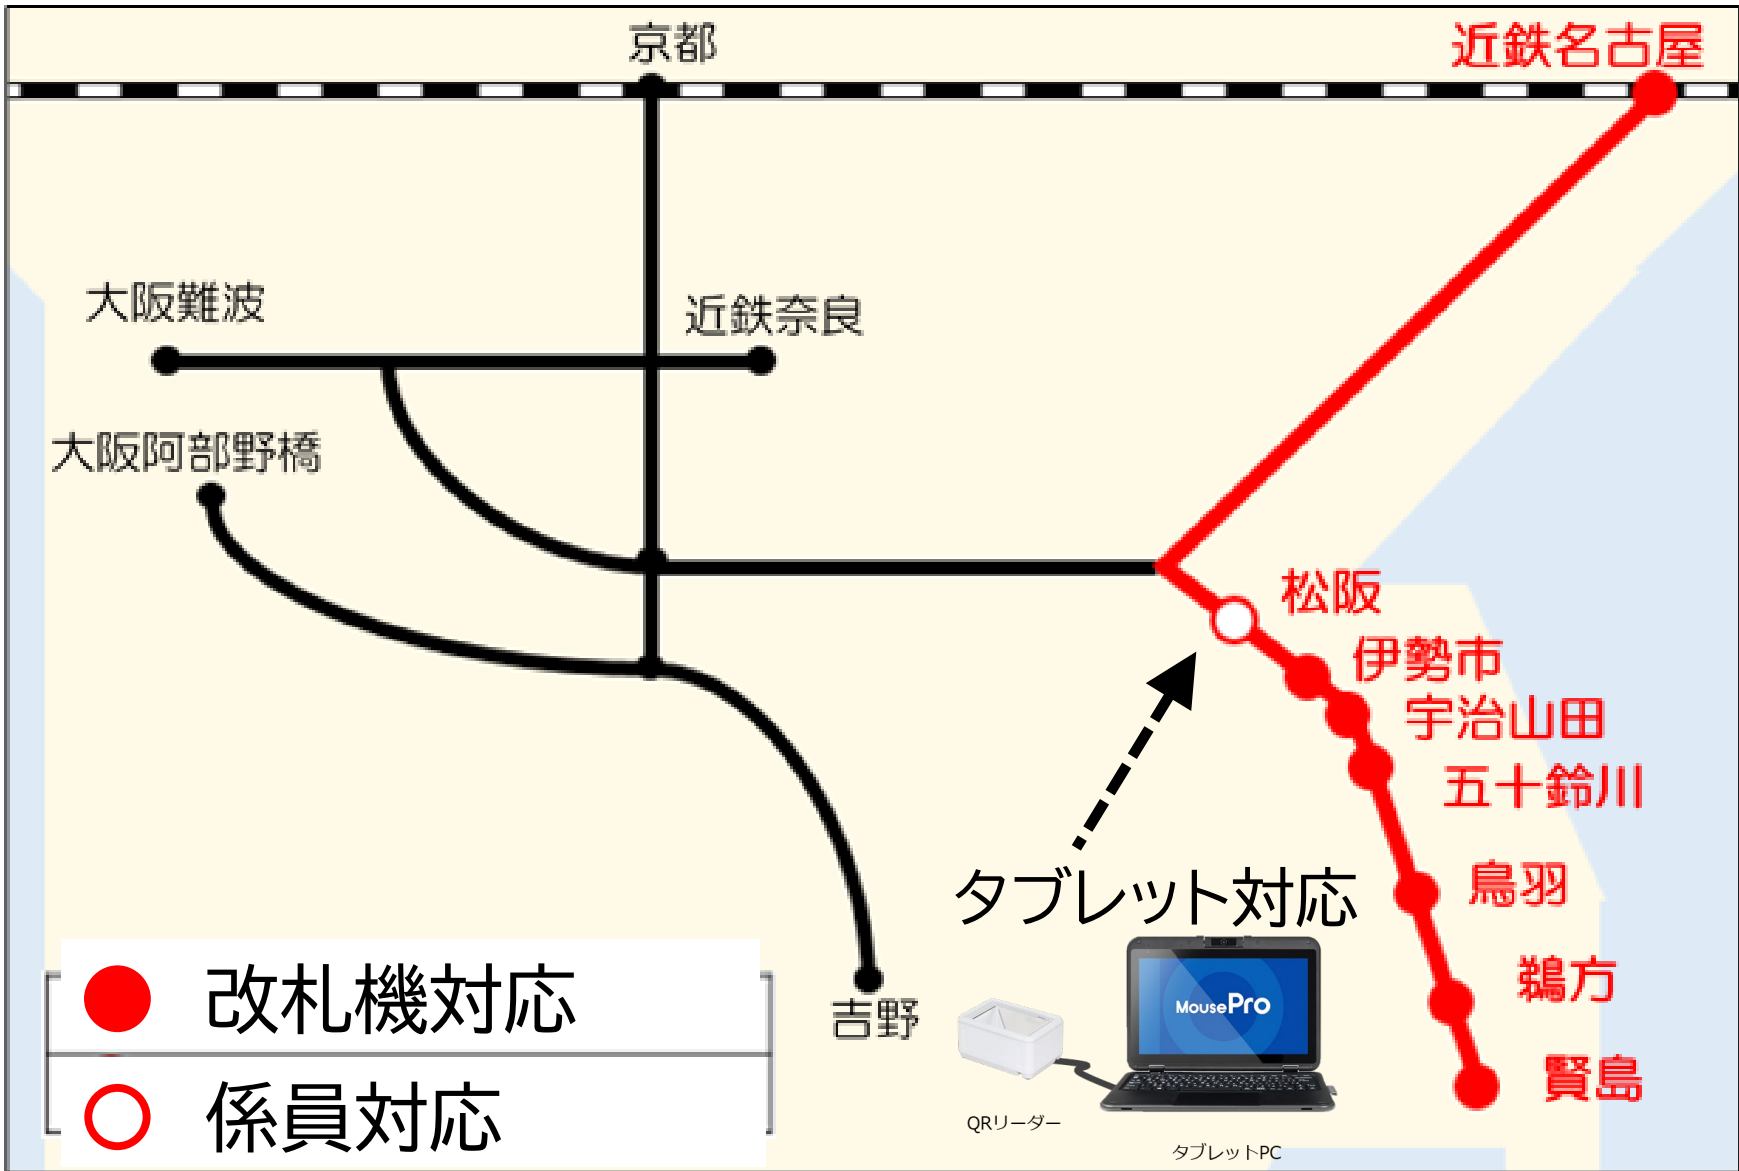 京都
近鉄名古屋
大阪難波
近鉄奈良
大阪阿部野橋
松阪
伊勢市
宇治山田
五十鈴川
タブレット対応
鳥羽
鵜方
賢島
吉野
MousePro
QRリーダー
タブレットPC
改札機対応
係員対応